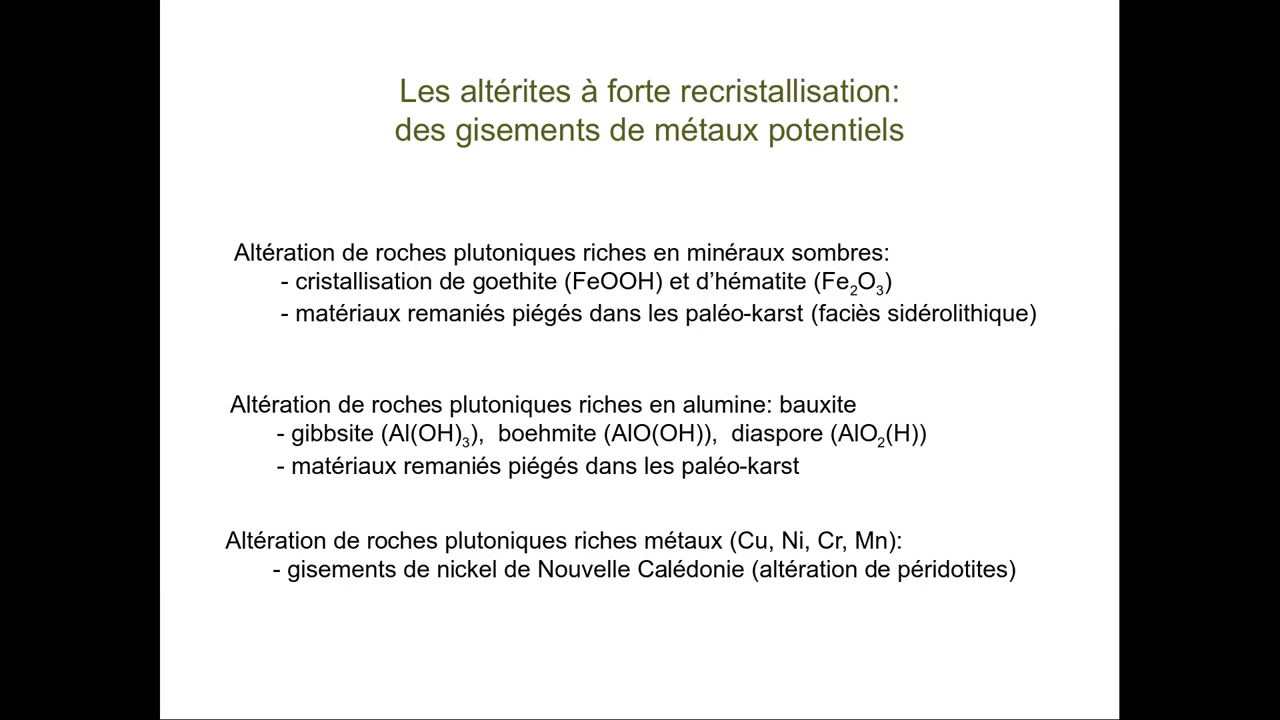 Les altérites à forte recristallisation:
des gisements de métaux potentiels
Altération de roches plutoniques riches en minéraux sombres:
- cristallisation de goethite (FeOOH) et d’hématite (Fe₂O₃)
- matériaux remaniés piégés dans les paléo-karst (faciès sidérolithique)
Altération de roches plutoniques riches en alumine: bauxite
- gibbsite (Al(OH)₃), boehmite (AlO(OH)), diaspore (AlO₂(H))
- matériaux remaniés piégés dans les paléo-karst
Altération de roches plutoniques riches métaux (Cu, Ni, Cr, Mn):
- gisements de nickel de Nouvelle Calédonie (altération de péridotites)